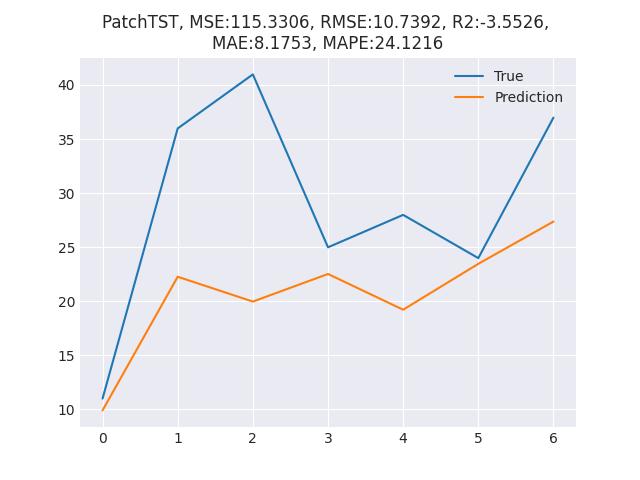 PatchTST, MSE:115.3306, RMSE:10.7392, R2:-3.5526,
MAE:8.1753, MAPE:24.1216
True
Prediction
40
35
30
25
20
15
10
0 1 2 3 4 5 6